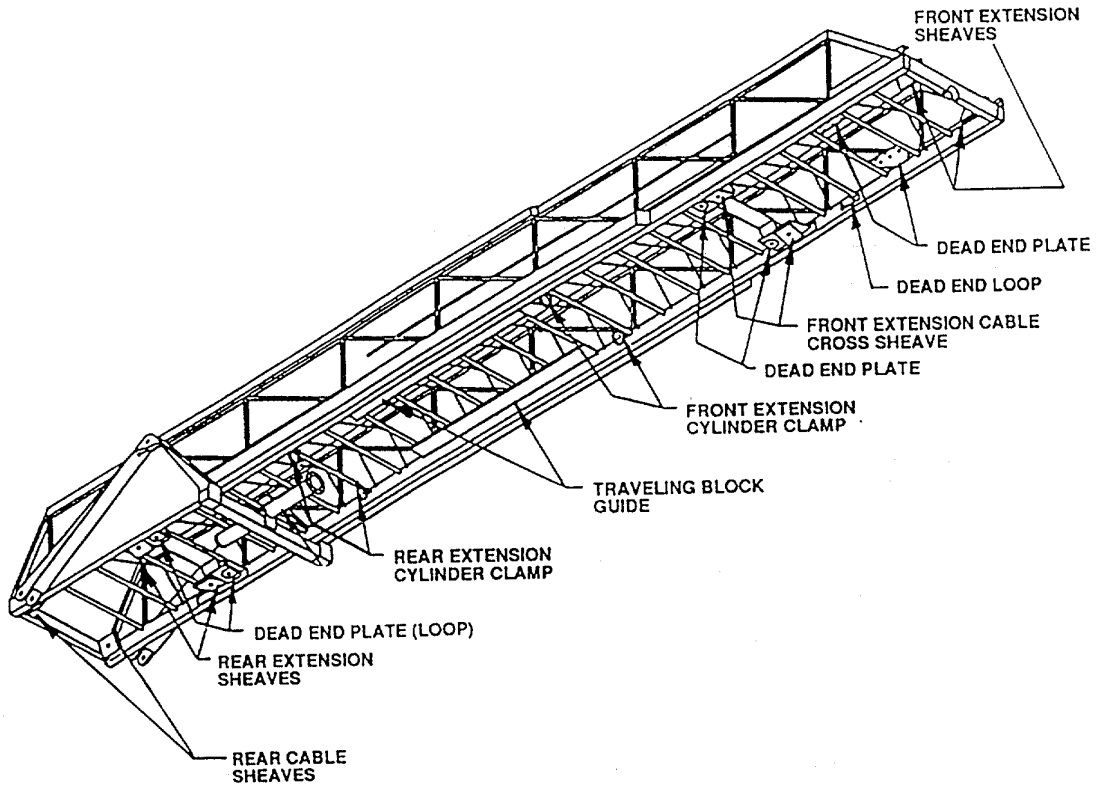 FRONT EXTENSION
SHEAVES
DEAD END PLATE
DEAD END LOOP
FRONT EXTENSION CABLE
CROSS SHEAVE
DEAD END PLATE
FRONT EXTENSION
CYLINDER CLAMP
TRAVELING BLOCK
GUIDE
REAR EXTENSION
CYLINDER CLAMP
DEAD END PLATE (LOOP)
REAR EXTENSION
SHEAVES
REAR CABLE
SHEAVES